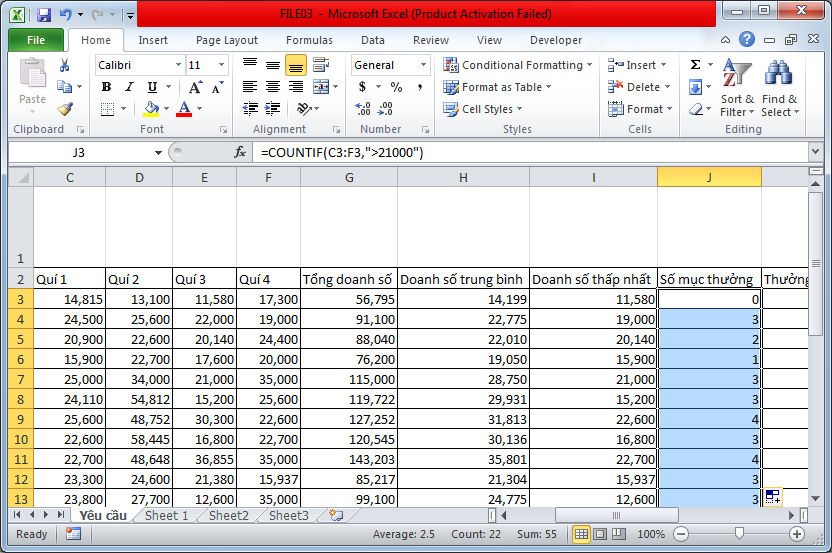 FILE03 - Microsoft Excel (Product Activation Failed)
File Home Insert Page Layout Formulas Data Review View Developer
Paste
Clipboard
Calibri 11
B I U
Font
Alignment
General
$ % ,
Number
Conditional Formatting
Format as Table
Cell Styles
Styles
Insert
Delete
Format
Cells
Σ
Sort & Filter
Find & Select
Editing
J3 fx =COUNTIF(C3:F3,">21000")
C D E F G H I J
1
2 Quí 1 Quí 2 Quí 3 Quí 4 Tổng doanh số Doanh số trung bình Doanh số thấp nhất Số mục thưởng Thưởng
3 14,815 13,100 11,580 17,300 56,795 14,199 11,580 0
4 24,500 25,600 22,000 19,000 91,100 22,775 19,000 3
5 20,900 22,600 20,140 24,400 88,040 22,010 20,140 2
6 15,900 22,700 17,600 20,000 76,200 19,050 15,900 1
7 25,000 34,000 21,000 35,000 115,000 28,750 21,000 3
8 24,110 54,812 15,200 25,600 119,722 29,931 15,200 3
9 25,600 48,752 30,300 22,600 127,252 31,813 22,600 4
10 22,600 58,445 16,800 22,700 120,545 30,136 16,800 3
11 22,700 48,648 36,855 35,000 143,203 35,801 22,700 4
12 23,300 24,600 21,380 15,937 85,217 21,304 15,937 3
13 23,800 27,700 12,600 35,000 99,100 24,775 12,600 3
Yêu cầu Sheet 1 Sheet2 Sheet3
Ready Average: 2.5 Count: 22 Sum: 55 100%